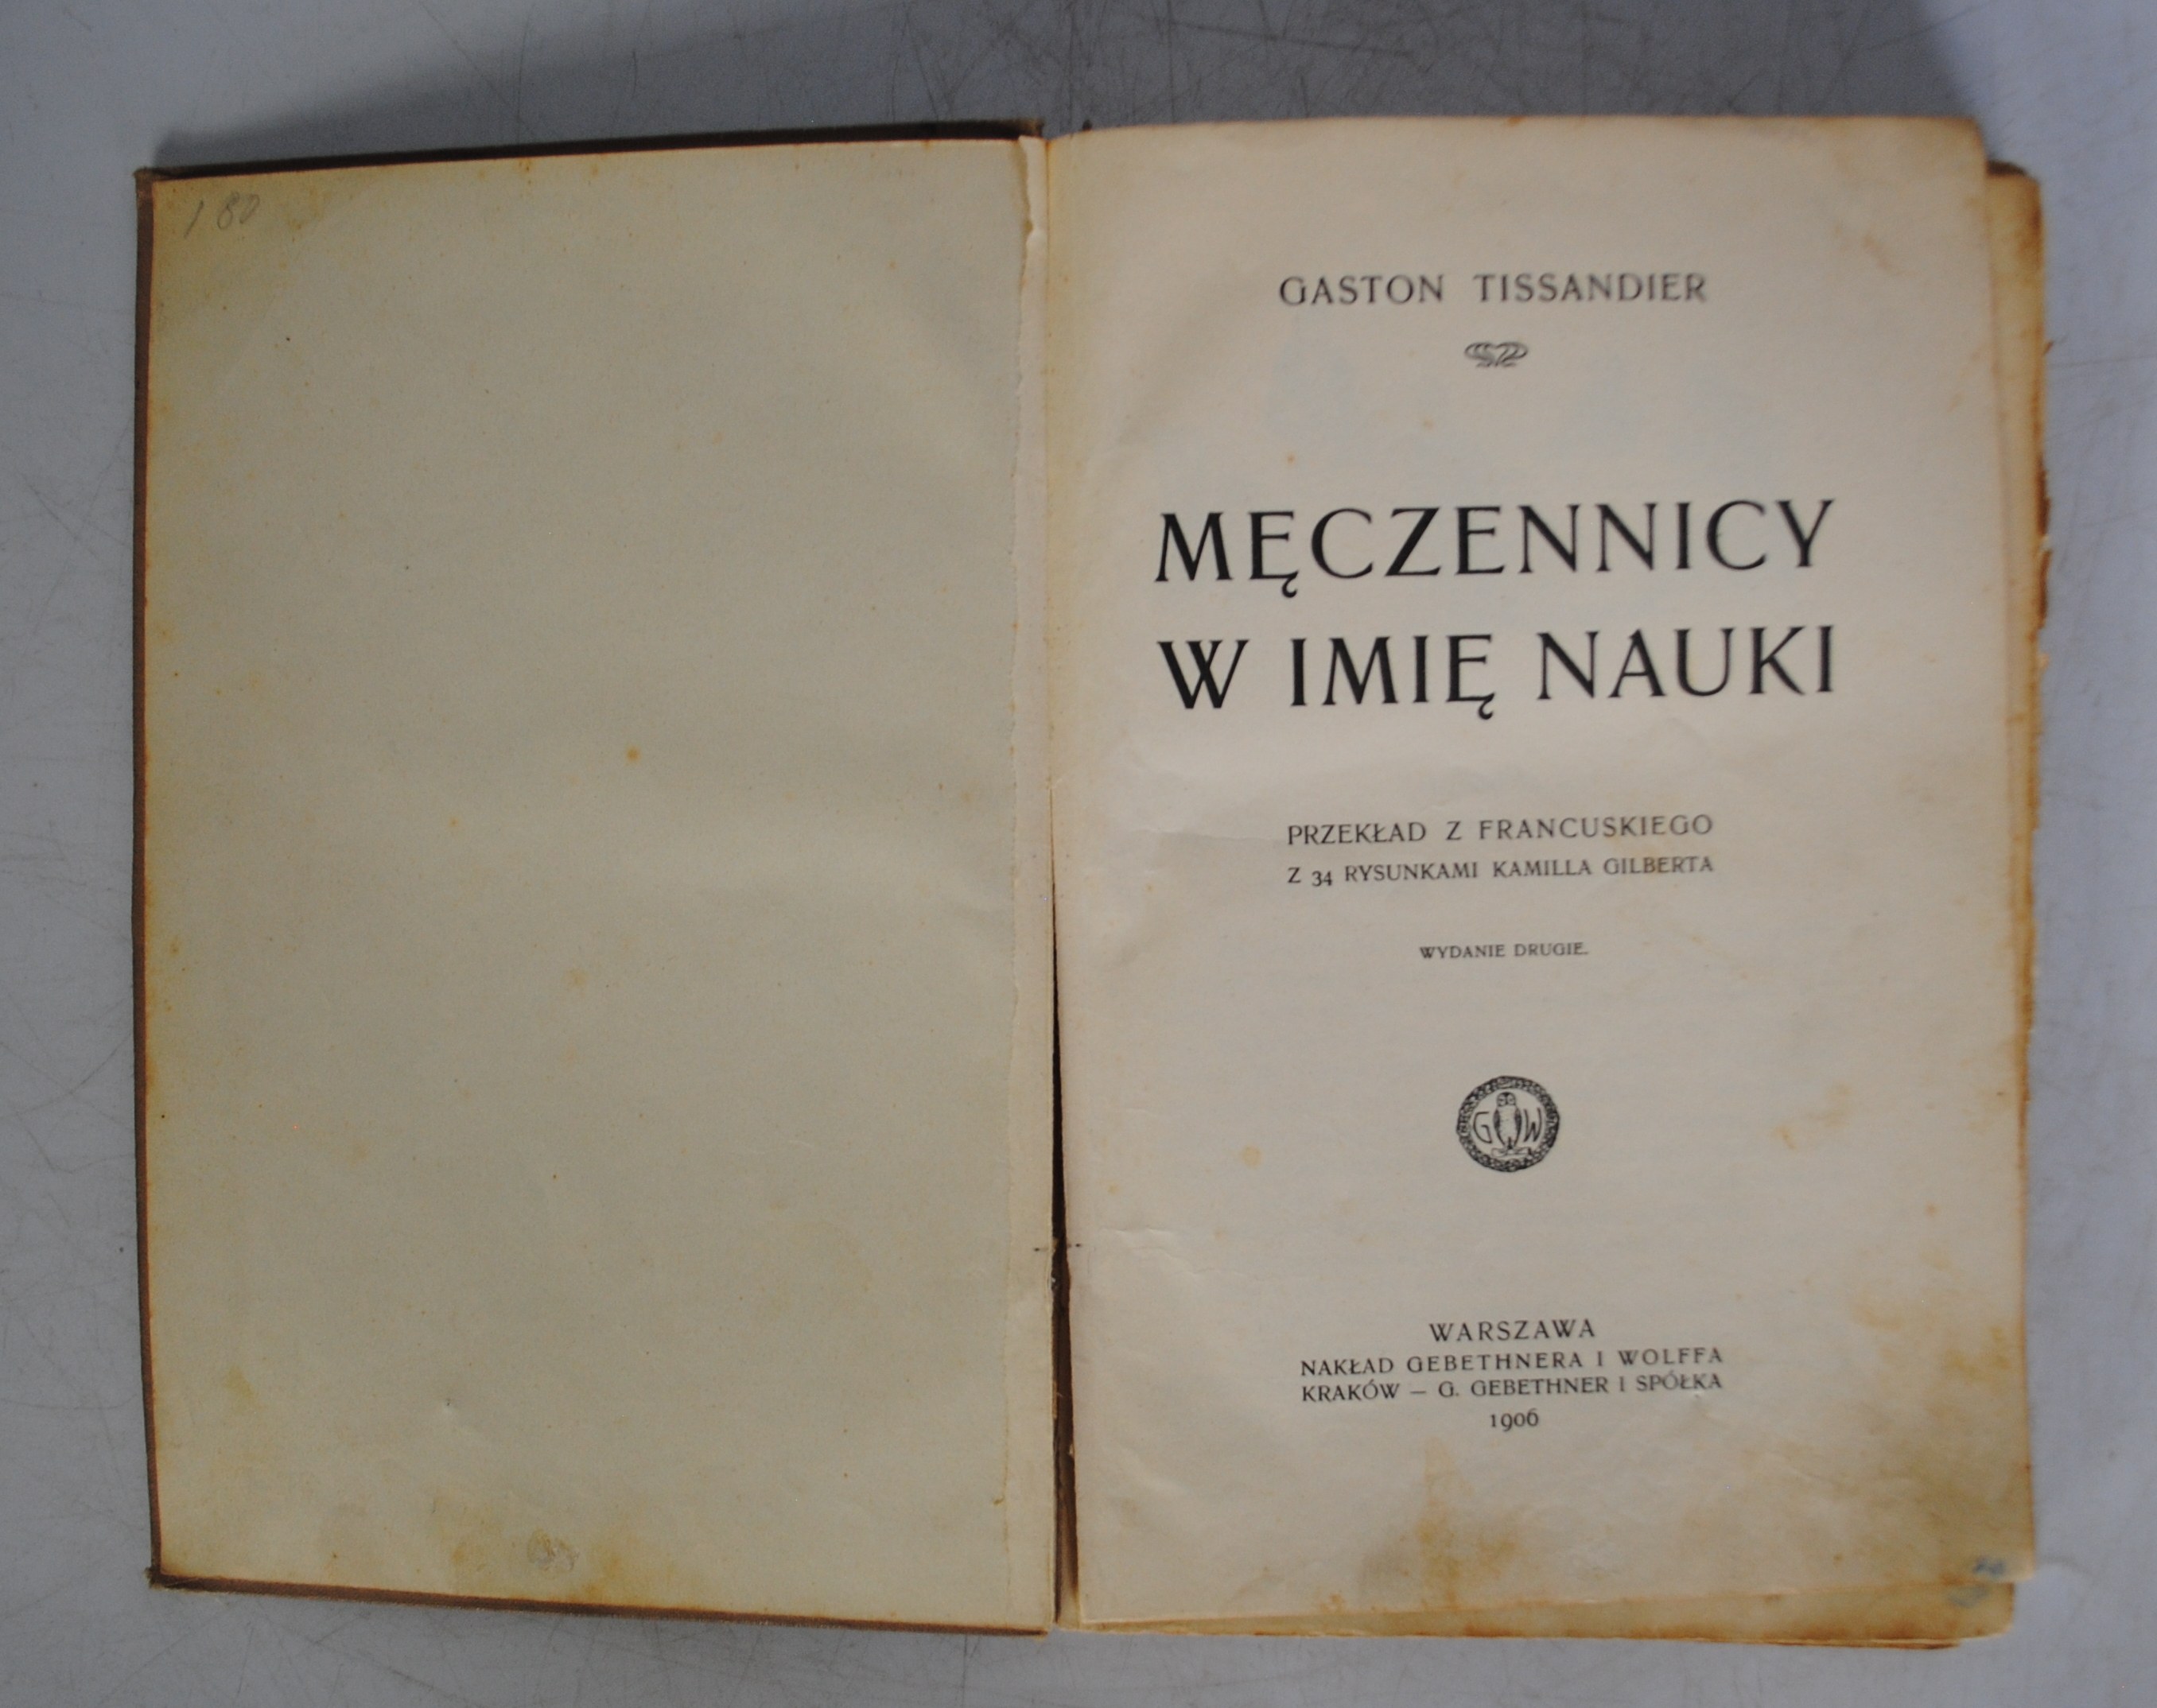 180
GASTON TISSANDIER
MĘCZENNICY
W IMIĘ NAUKI
PRZEKŁAD Z FRANCUSKIEGO
Z 34 RYSUNKAMI KAMILLA GILBERTA
WYDANIE DRUGIE.
G W
WARSZAWA
NAKŁAD GEBETHNERA I WOLFFA
KRAKÓW — G. GEBETHNER I SPÓŁKA
1906